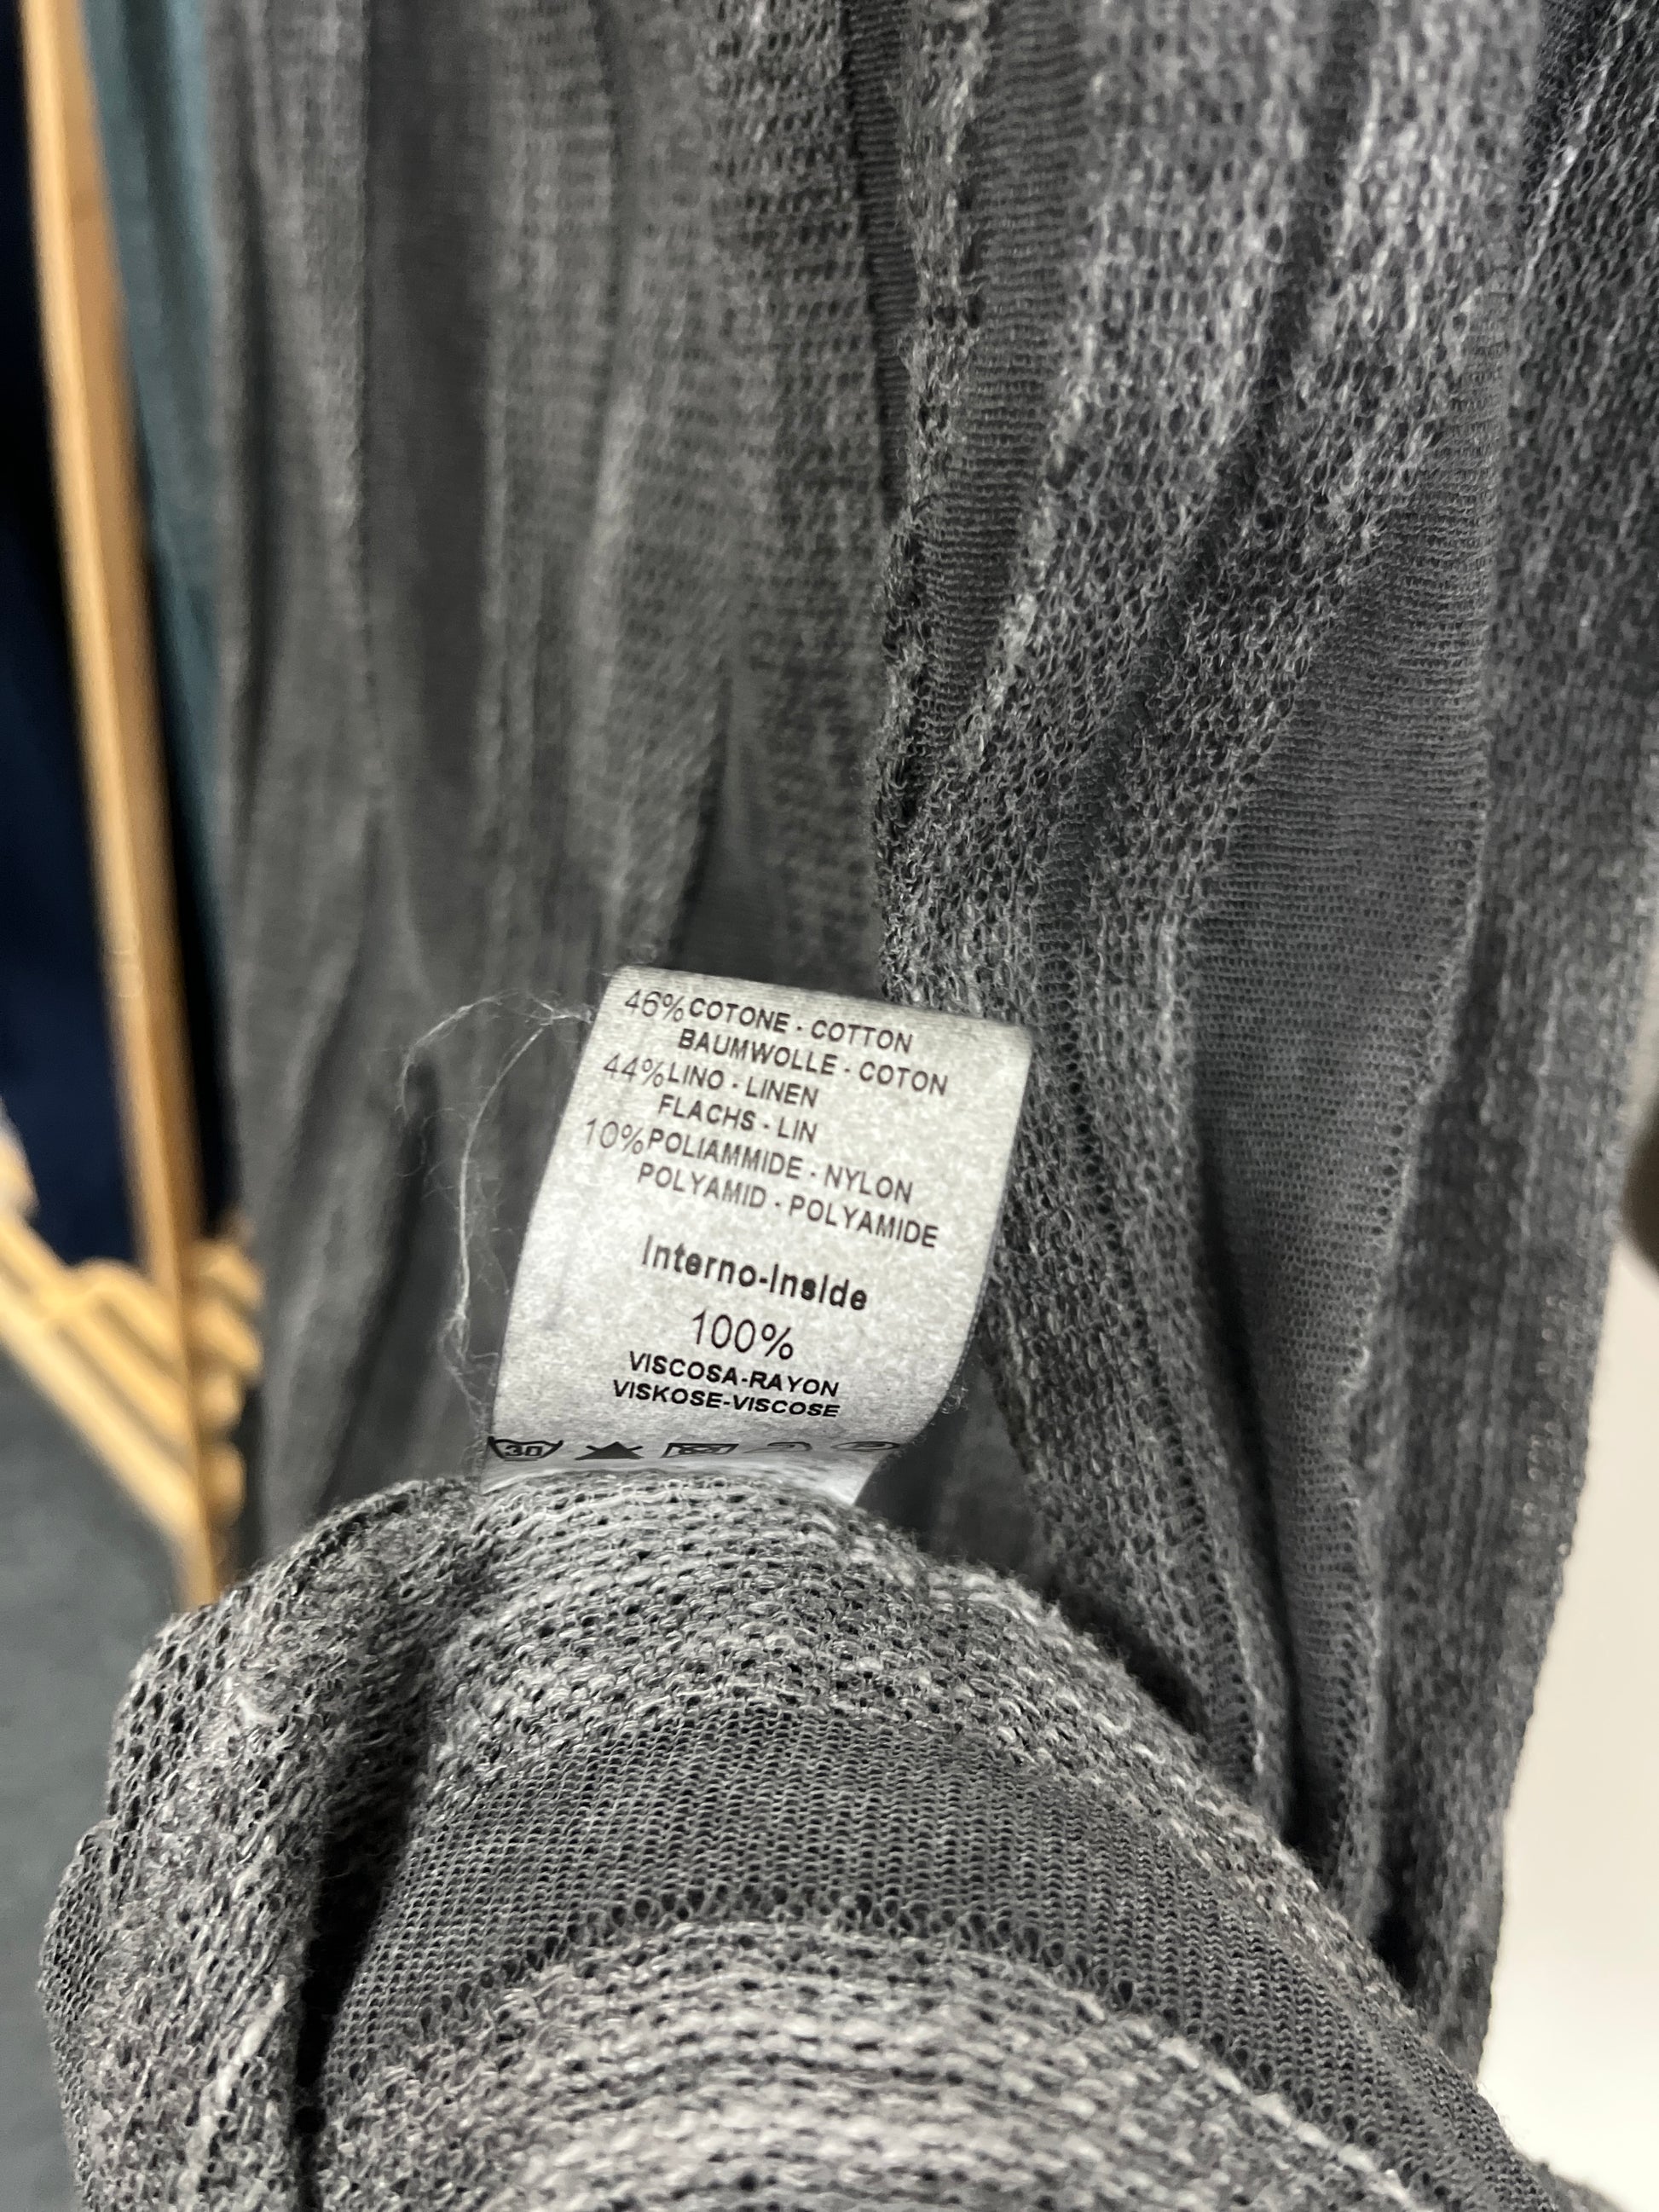 46% COTONE - COTTON
BAUMWOLLE - COTON
44% LINO - LINEN
FLACHS - LIN
10% POLIAMMIDE - NYLON
POLYAMID - POLYAMIDE
Interno-Inside
100%
VISCOSA-RAYON
VISKOSE-VISCOSE
30